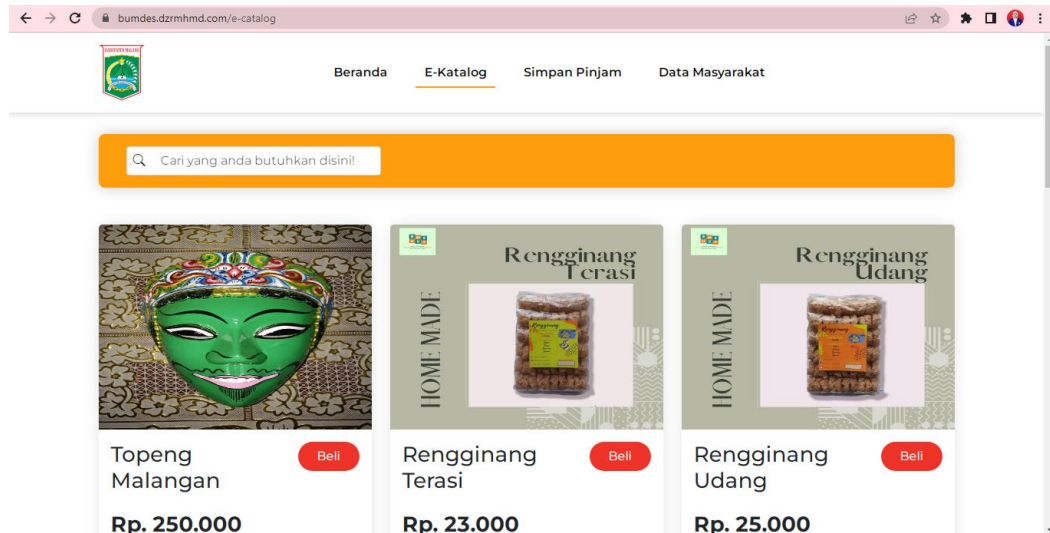 bumdes.dzrmhmd.com/e-catalog
KABUPATEN MALANG
Beranda E-Katalog Simpan Pinjam Data Masyarakat
Cari yang anda butuhkan disini!
Rengginang
Terasi
HOME MADE
Rengginang
Udang
HOME MADE
Topeng
Malangan
Beli
Rp. 250.000
Rengginang
Terasi
Beli
Rp. 23.000
Rengginang
Udang
Beli
Rp. 25.000